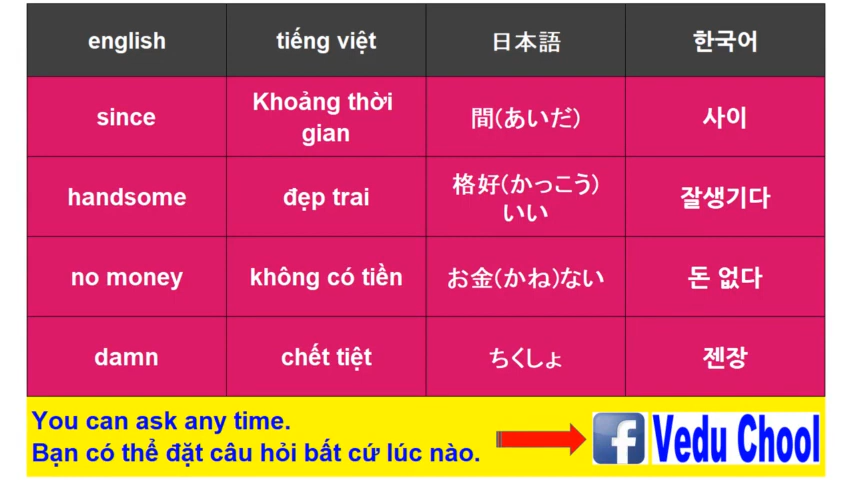 english tiếng việt 日本語 한국어
since Khoảng thời gian 間(あいだ) 사이
handsome đẹp trai 格好(かっこう)いい 잘생기다
no money không có tiền お金(かね)ない 돈 없다
damn chết tiệt ちくしょ 젠장
You can ask any time.
Bạn có thể đặt câu hỏi bất cứ lúc nào.
f Vedu Chool